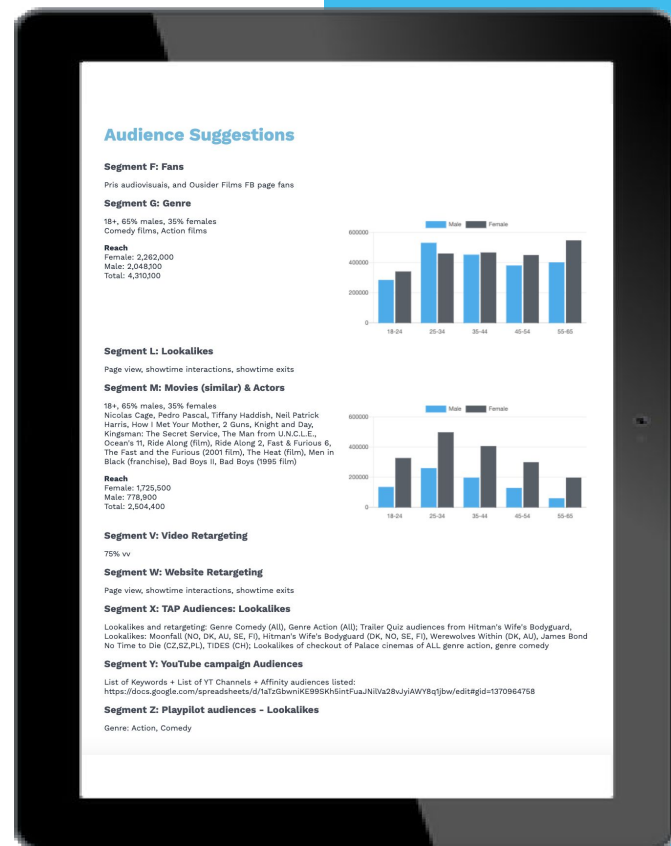 Audience Suggestions
Segment F: Fans
Pris audiovisuais, and Ousider Films FB page fans
Segment G: Genre
18+, 65% males, 35% females
Comedy films, Action films
Reach
Female: 2,262,000
Male: 2,048,100
Total: 4,310,100
Male Female
600000
400000
200000
0
18-24 25-34 35-44 45-54 55-65
Segment L: Lookalikes
Page view, showtime interactions, showtime exits
Segment M: Movies (similar) & Actors
18+, 65% males, 35% females
Nicolas Cage, Pedro Pascal, Tiffany Haddish, Neil Patrick
Harris, How I Met Your Mother, 2 Guns, Knight and Day,
Kingsman: The Secret Service, The Man from U.N.C.L.E.,
Ocean's 11, Ride Along (film), Ride Along 2, Fast & Furious 6,
The Fast and the Furious (2001 film), The Heat (film), Men in
Black (franchise), Bad Boys II, Bad Boys (1995 film)
Reach
Female: 1,725,500
Male: 778,900
Total: 2,504,400
Male Female
600000
400000
200000
0
18-24 25-34 35-44 45-54 55-65
Segment V: Video Retargeting
75% vv
Segment W: Website Retargeting
Page view, showtime interactions, showtime exits
Segment X: TAP Audiences: Lookalikes
Lookalikes and retargeting: Genre Comedy (All), Genre Action (All); Trailer Quiz audiences from Hitman's Wife's Bodyguard,
Lookalikes: Moonfall (NO, DK, AU, SE, FI), Hitman's Wife's Bodyguard (DK, NO, SE, FI), Werewolves Within (DK, AU), James Bond
No Time to Die (CZ,SZ,PL), TIDES (CH); Lookalikes of checkout of Palace cinemas of ALL genre action, genre comedy
Segment Y: YouTube campaign Audiences
List of Keywords + List of YT Channels + Affinity audiences listed:
https://docs.google.com/spreadsheets/d/1aTzGbwniKE99SKh5intFuaJNilVa28vJyiAWY8q1jbw/edit#gid=1370964758
Segment Z: Playpilot audiences - Lookalikes
Genre: Action, Comedy